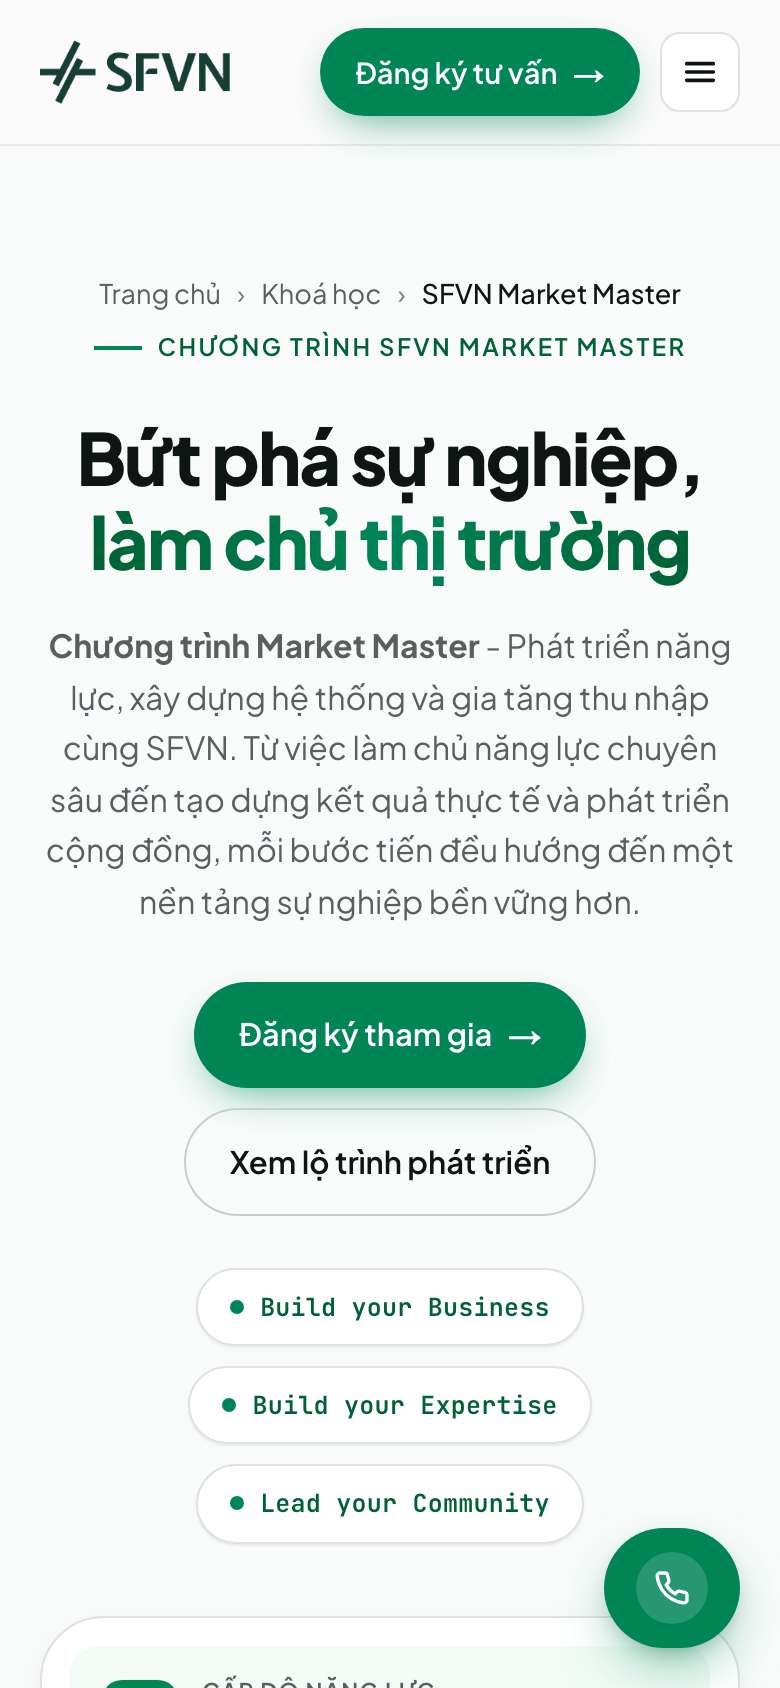 SFVN
Đăng ký tư vấn →
Trang chủ › Khoá học › SFVN Market Master
CHƯƠNG TRÌNH SFVN MARKET MASTER
Bứt phá sự nghiệp,
làm chủ thị trường
Chương trình Market Master - Phát triển năng
lực, xây dựng hệ thống và gia tăng thu nhập
cùng SFVN. Từ việc làm chủ năng lực chuyên
sâu đến tạo dựng kết quả thực tế và phát triển
cộng đồng, mỗi bước tiến đều hướng đến một
nền tảng sự nghiệp bền vững hơn.
Đăng ký tham gia →
Xem lộ trình phát triển
Build your Business
Build your Expertise
Lead your Community
CẤP ĐỘ NĂNG LỰC